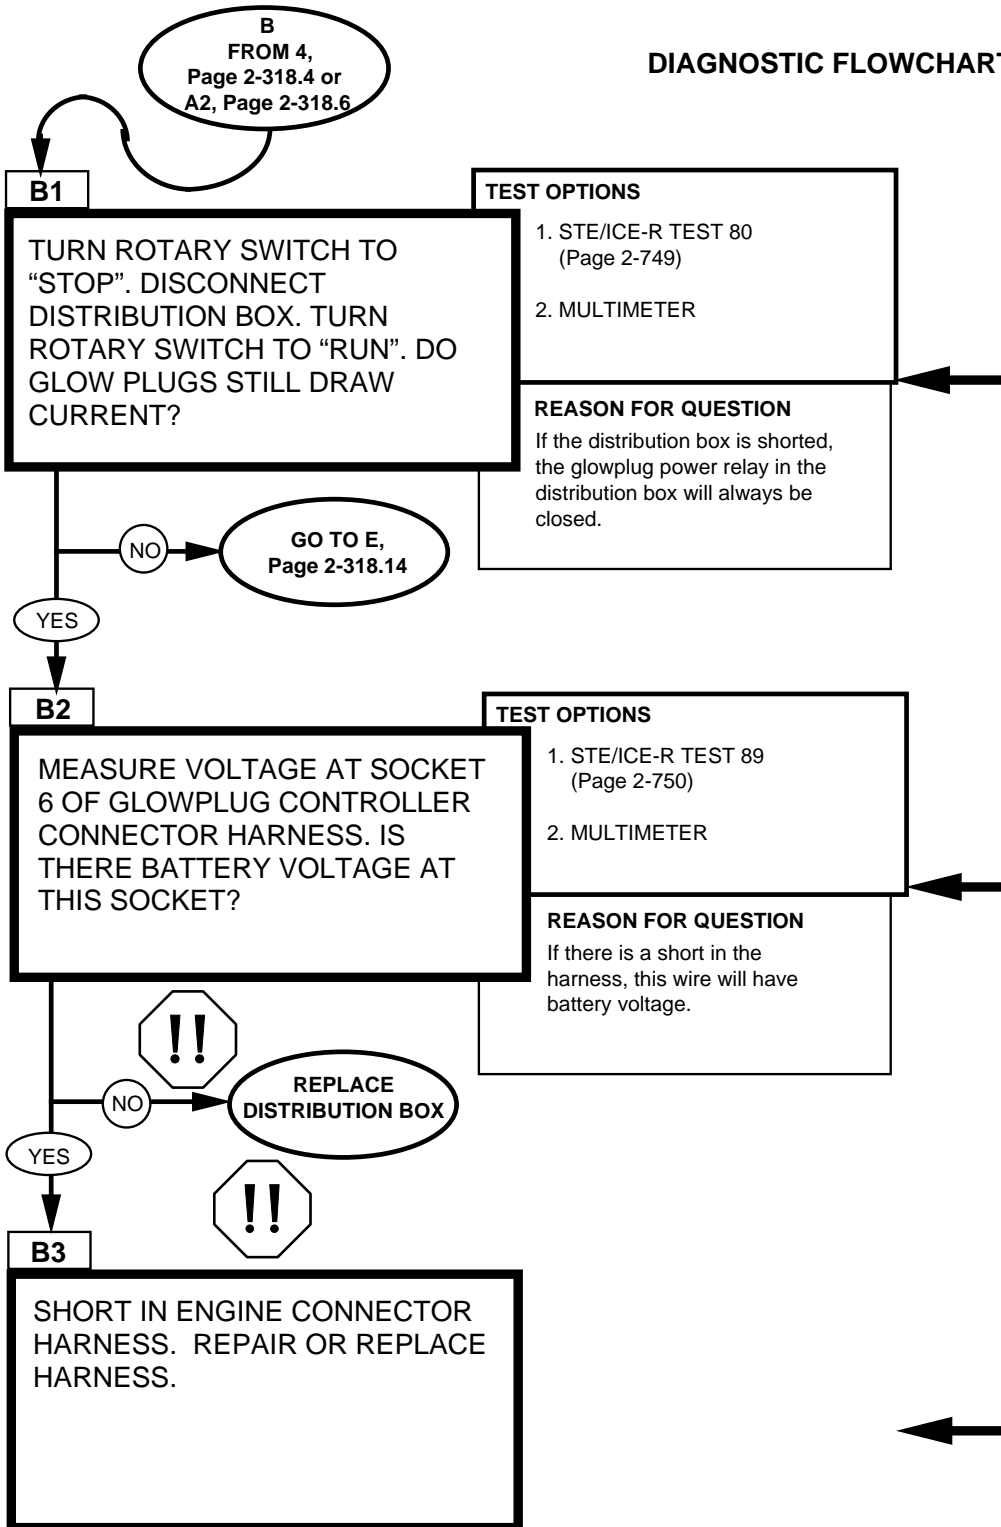 B
FROM 4,
Page 2-318.4 or
A2, Page 2-318.6
DIAGNOSTIC FLOWCHART
B1
TURN ROTARY SWITCH TO
“STOP”. DISCONNECT
DISTRIBUTION BOX. TURN
ROTARY SWITCH TO “RUN”. DO
GLOW PLUGS STILL DRAW
CURRENT?
TEST OPTIONS
1. STE/ICE-R TEST 80
(Page 2-749)
2. MULTIMETER
REASON FOR QUESTION
If the distribution box is shorted,
the glowplug power relay in the
distribution box will always be
closed.
NO
GO TO E,
Page 2-318.14
YES
B2
MEASURE VOLTAGE AT SOCKET
6 OF GLOWPLUG CONTROLLER
CONNECTOR HARNESS. IS
THERE BATTERY VOLTAGE AT
THIS SOCKET?
TEST OPTIONS
1. STE/ICE-R TEST 89
(Page 2-750)
2. MULTIMETER
REASON FOR QUESTION
If there is a short in the
harness, this wire will have
battery voltage.
!!
NO
REPLACE
DISTRIBUTION BOX
YES
!!
B3
SHORT IN ENGINE CONNECTOR
HARNESS. REPAIR OR REPLACE
HARNESS.